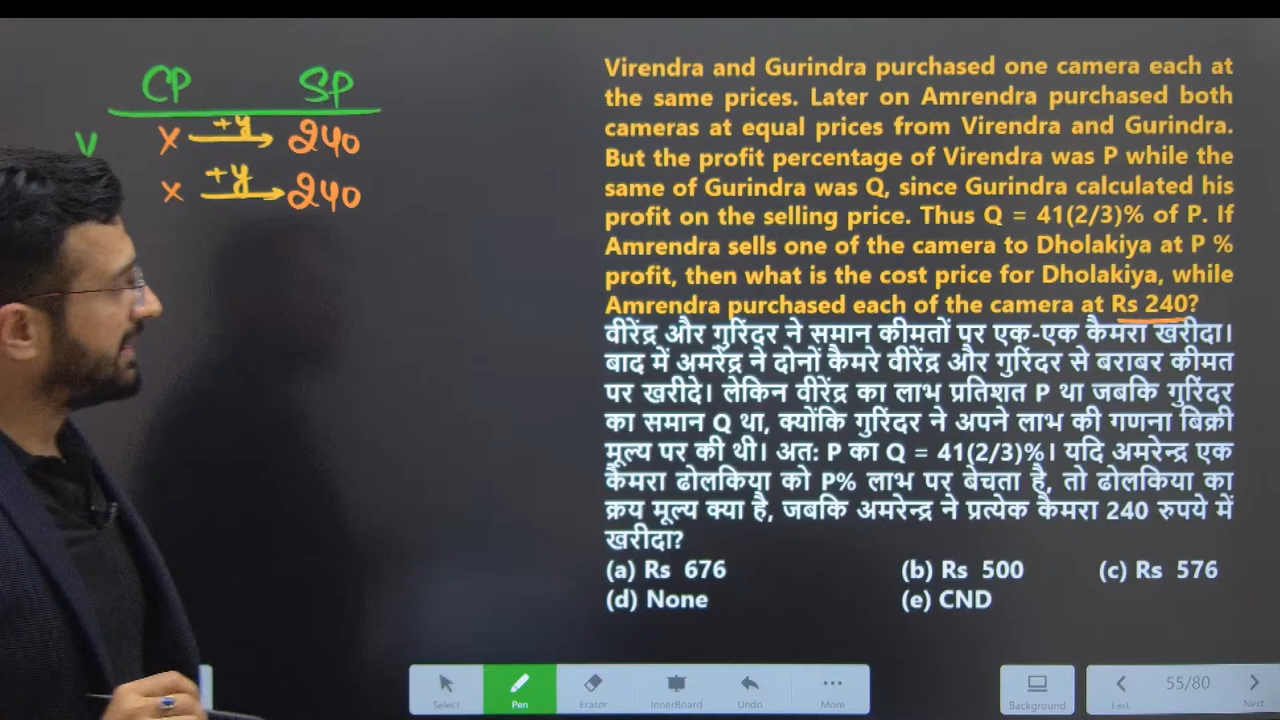 CP SP
V x +y 240
x +y 240
Virendra and Gurindra purchased one camera each at
the same prices. Later on Amrendra purchased both
cameras at equal prices from Virendra and Gurindra.
But the profit percentage of Virendra was P while the
same of Gurindra was Q, since Gurindra calculated his
profit on the selling price. Thus Q = 41(2/3)% of P. If
Amrendra sells one of the camera to Dholakiya at P %
profit, then what is the cost price for Dholakiya, while
Amrendra purchased each of the camera at Rs 240?
वीरेंद्र और गुरिंदर ने समान कीमतों पर एक-एक कैमरा खरीदा।
बाद में अमरेंद्र ने दोनों कैमरे वीरेंद्र और गुरिंदर से बराबर कीमत
पर खरीदे। लेकिन वीरेंद्र का लाभ प्रतिशत P था जबकि गुरिंदर
का समान Q था, क्योंकि गुरिंदर ने अपने लाभ की गणना बिक्री
मूल्य पर की थी। अतः P का Q = 41(2/3)%। यदि अमरेन्द्र एक
कैमरा ढोलकिया को P% लाभ पर बेचता है, तो ढोलकिया का
क्रय मूल्य क्या है, जबकि अमरेन्द्र ने प्रत्येक कैमरा 240 रुपये में
खरीदा?
(a) Rs 676 (b) Rs 500 (c) Rs 576
(d) None (e) CND
Select Pen Eraser InnerBoard Undo More Background Last 55/80 Next